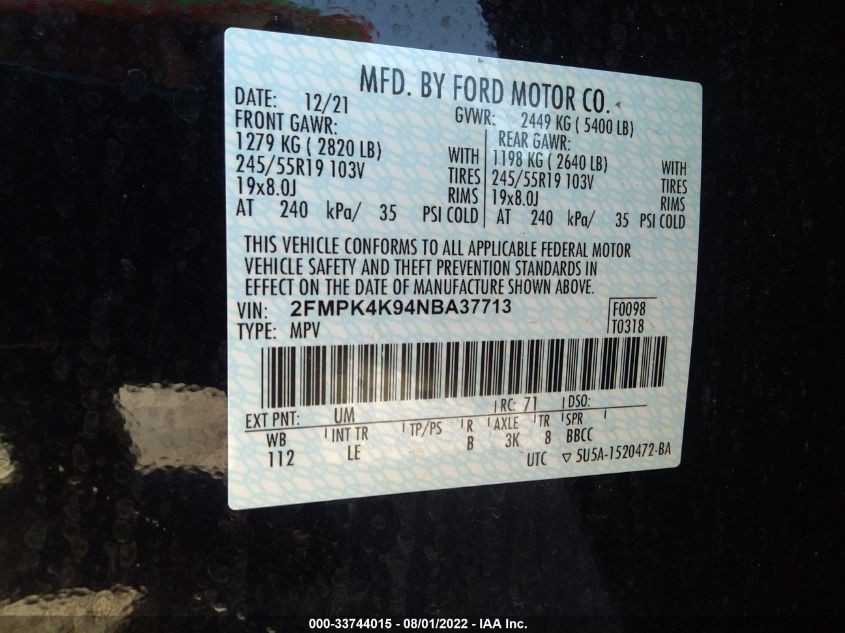 MFD. BY FORD MOTOR CO.
DATE: 12/21 GVWR: 2449 KG ( 5400 LB)
FRONT GAWR: REAR GAWR:
1279 KG ( 2820 LB) WITH 1198 KG ( 2640 LB) WITH
245/55R19 103V TIRES 245/55R19 103V TIRES
19x8.0J RIMS 19x8.0J RIMS
AT 240 kPa/ 35 PSI COLD AT 240 kPa/ 35 PSI COLD
THIS VEHICLE CONFORMS TO ALL APPLICABLE FEDERAL MOTOR
VEHICLE SAFETY AND THEFT PREVENTION STANDARDS IN
EFFECT ON THE DATE OF MANUFACTURE SHOWN ABOVE.
VIN: 2FMPK4K94NBA37713 F0098
TYPE: MPV T0318
EXT PNT: UM RC: 71 DSO:
WB INT TR TP/PS R AXLE TR SPR
112 LE B 3K 8 BBCC
UTC ▽ 5U5A-1520472-BA
000-33744015 - 08/01/2022 - IAA Inc.